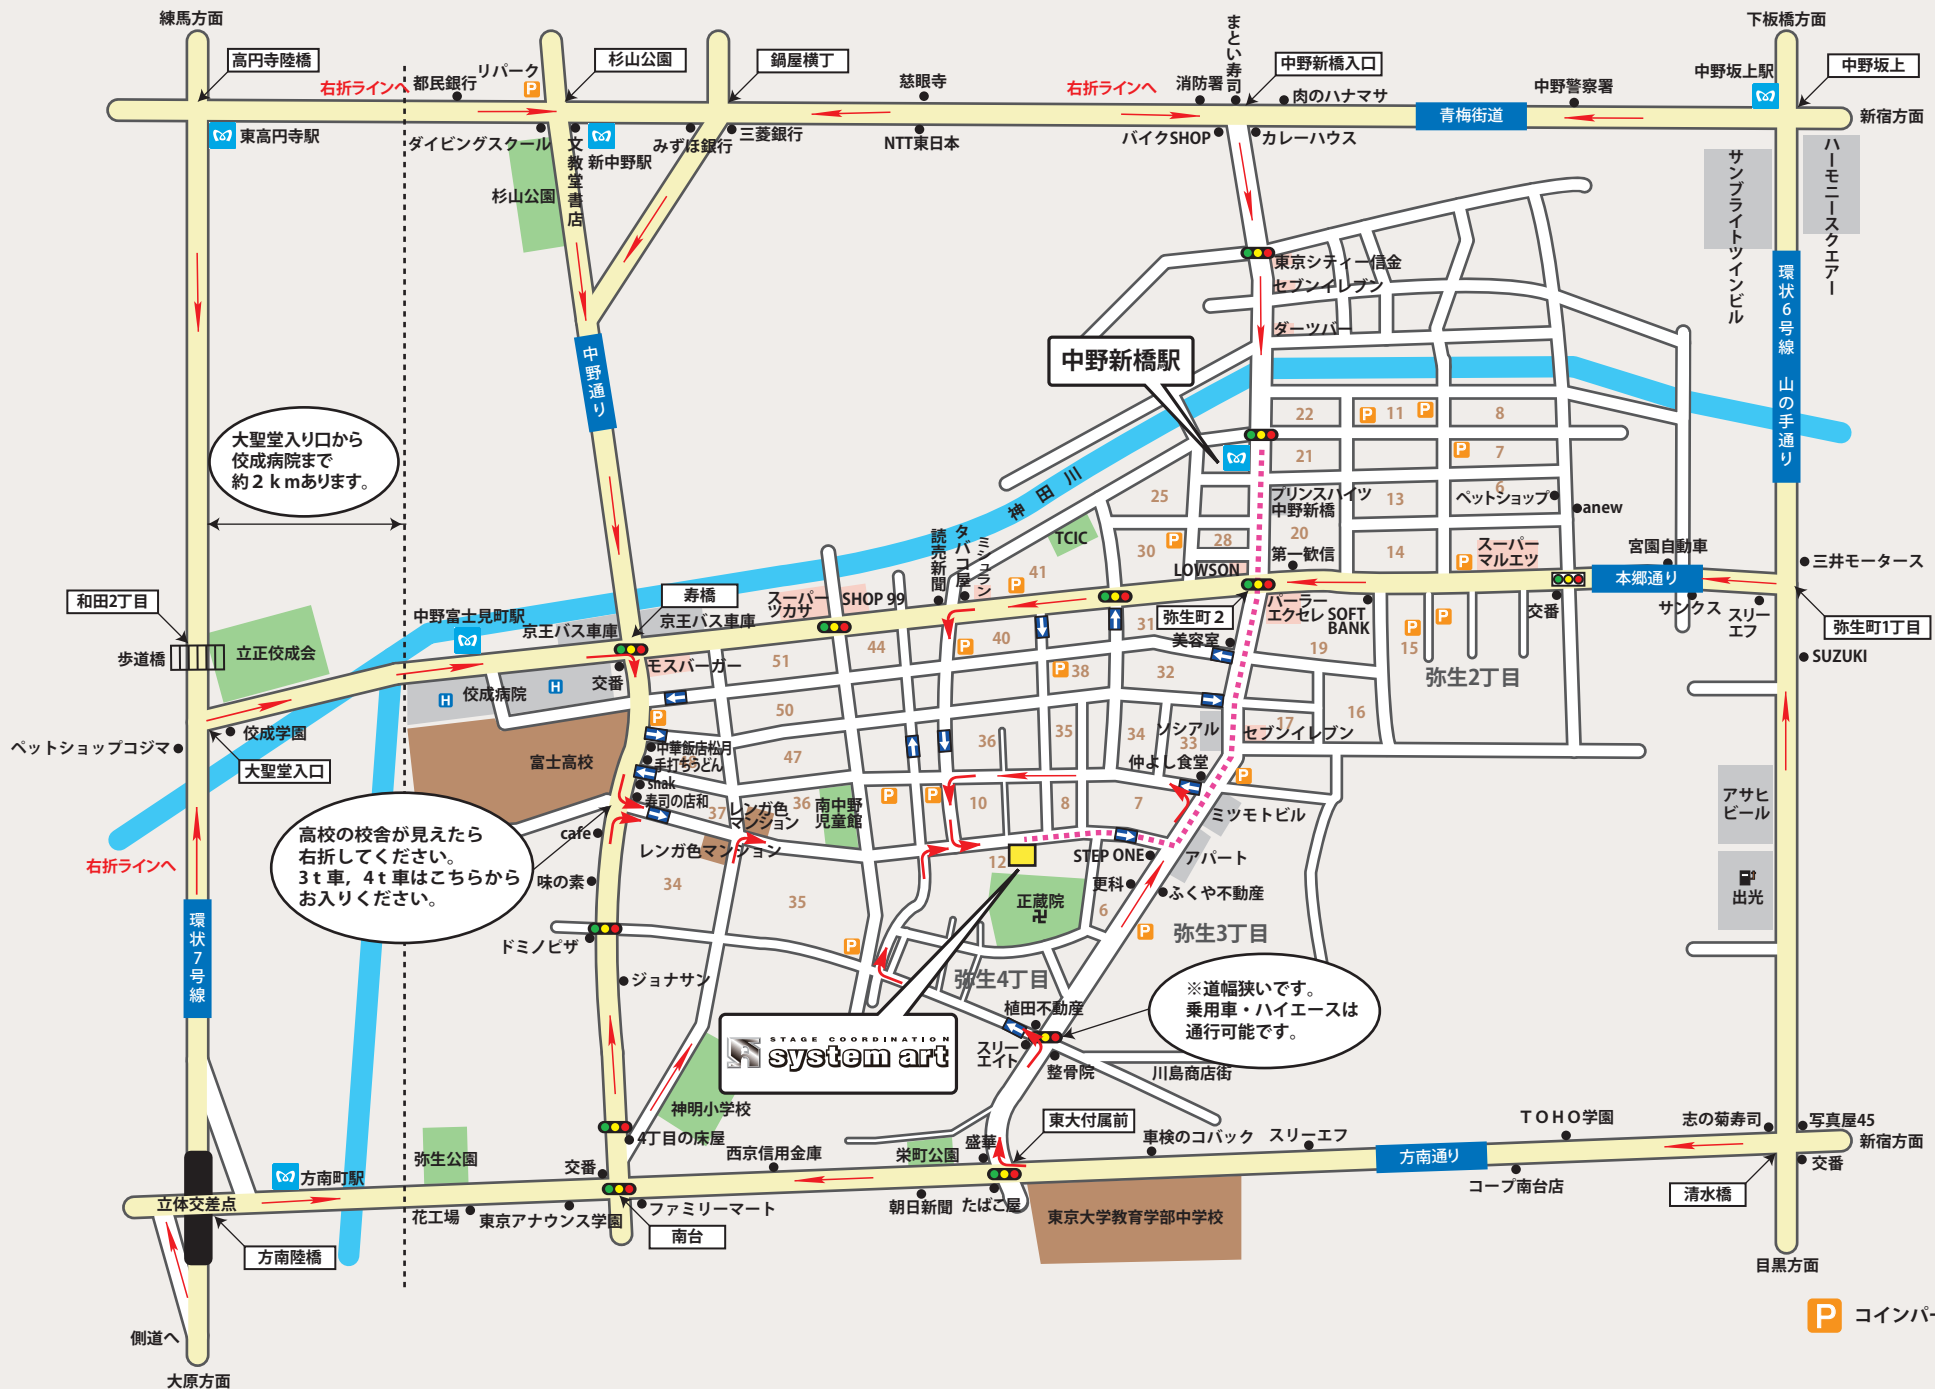 練馬方面
下板橋方面
まとい寿司
高円寺陸橋
杉山公園
鍋屋横丁
中野新橋入口
中野坂上駅
中野坂上
右折ラインへ
都民銀行
リパーク
P
慈眼寺
右折ラインへ
消防署
肉のハナマサ
中野警察署
青梅街道
新宿方面
東高円寺駅
ダイビングスクール
文教堂書店
新中野駅
みずほ銀行
三菱銀行
NTT東日本
バイクSHOP
カレーハウス
サンブライトツインビル
ハーモニースクエアー
杉山公園
東京シティー信金
セブンイレブン
ダーツバー
環状6号線 山の手通り
中野通り
中野新橋駅
大聖堂入り口から
佼成病院まで
約2kmあります。
神田川
22
P
11
P
8
21
P
7
25
プリンスハイツ
中野新橋
13
ペットショップ
6
anew
読売新聞
タバコ屋
ミシュラン
TCIC
30
P
28
20
第一歓信
14
P
スーパー
マルエツ
宮園自動車
三井モータース
41
P
LOWSON
本郷通り
和田2丁目
中野富士見町駅
寿橋
スーパー
ツカサ
SHOP 99
弥生町2
パーラー
エクセレ
SOFT
BANK
交番
サンクス
スリー
エフ
弥生町1丁目
京王バス車庫
京王バス車庫
歩道橋
立正佼成会
44
P
40
31
美容室
19
P
P
15
SUZUKI
モスバーガー
51
P
38
32
弥生2丁目
H
佼成病院
H
交番
50
P
16
17
佼成学園
ペットショップコジマ
大聖堂入口
富士高校
中華飯店松月
手打ちうどん
47
36
35
34
33
ソシアル
セブンイレブン
仲よし食堂
P
snak
寿司の店和
37
レンガ色
マンション
36
南中野
児童館
P
P
10
8
7
ミツモトビル
アサヒ
ビール
cafe
高校の校舎が見えたら
右折してください。
3t車,4t車はこちらから
お入りください。
右折ラインへ
レンガ色マンション
12
STEP ONE
アパート
味の素
34
35
正蔵院
卍
更科
6
ふくや不動産
出光
環状7号線
ドミノピザ
P
P
弥生3丁目
ジョナサン
弥生4丁目
※道幅狭いです。
乗用車・ハイエースは
通行可能です。
植田不動産
STAGE COORDINATION
system art
スリー
エイト
整骨院
川島商店街
神明小学校
4丁目の床屋
東大付属前
盛華
車検のコバック
スリーエフ
TOHO学園
志の菊寿司
写真屋45
弥生公園
西京信用金庫
栄町公園
方南通り
新宿方面
方南町駅
交番
交番
コープ南台店
清水橋
立体交差点
花工場
東京アナウンス学園
ファミリーマート
朝日新聞
たばこ屋
東京大学教育学部中学校
南台
方南陸橋
目黒方面
側道へ
大原方面
P
コインパー